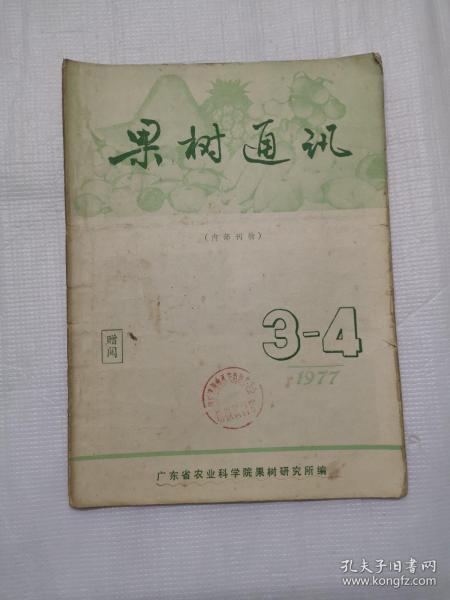 果树通讯
(内部刊物)
赠阅
3-4
1977
广东省农业科学院果树研究所编
孔夫子旧书网
www.kongfz.com